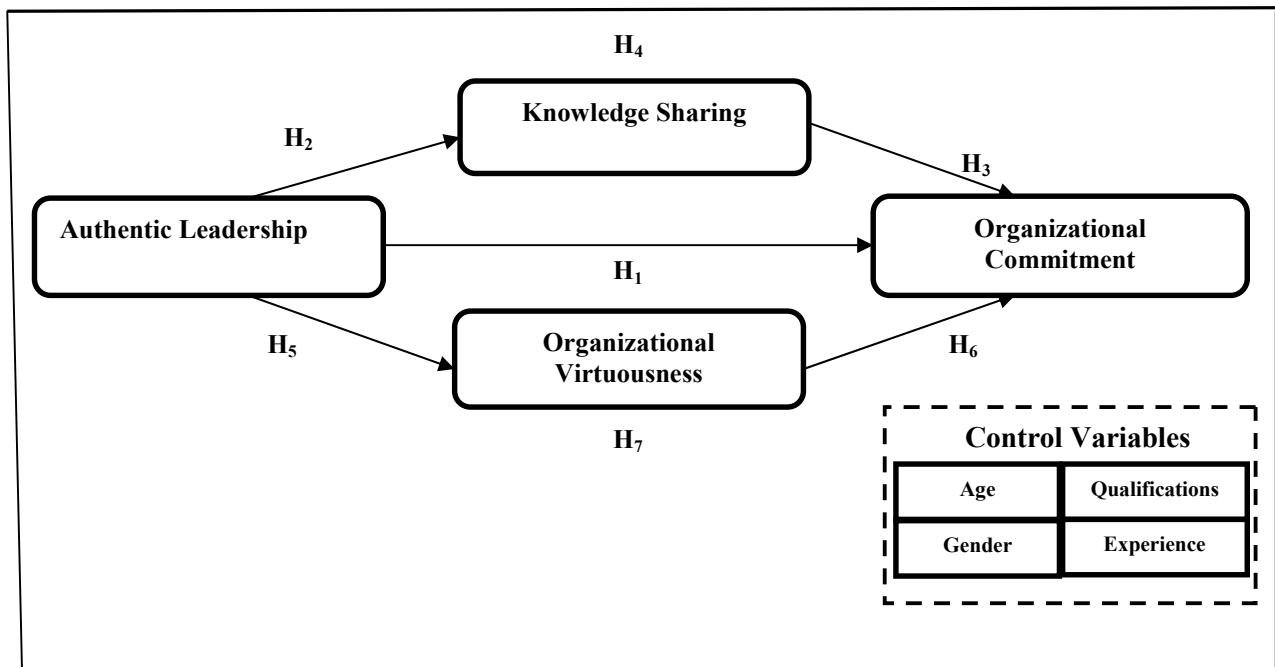 H₄
Knowledge Sharing
H₂
H₃
Authentic Leadership
Organizational
Commitment
H₁
H₅
Organizational
Virtuousness
H₆
H₇
Control Variables
Age
Qualifications
Gender
Experience